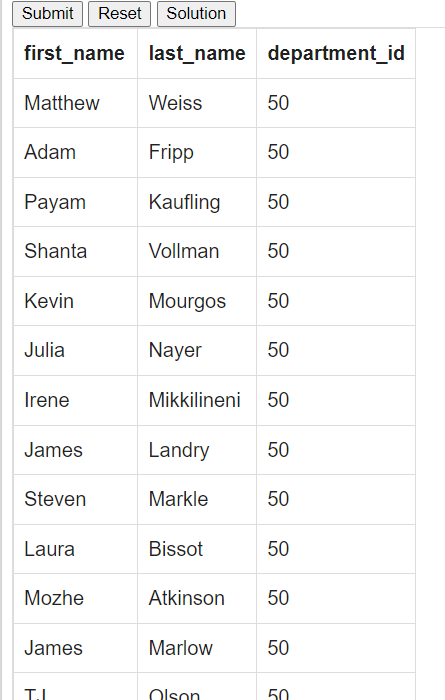 Submit Reset Solution
first_name last_name department_id
Matthew Weiss 50
Adam Fripp 50
Payam Kaufling 50
Shanta Vollman 50
Kevin Mourgos 50
Julia Nayer 50
Irene Mikkilineni 50
James Landry 50
Steven Markle 50
Laura Bissot 50
Mozhe Atkinson 50
James Marlow 50
TJ Olson 50